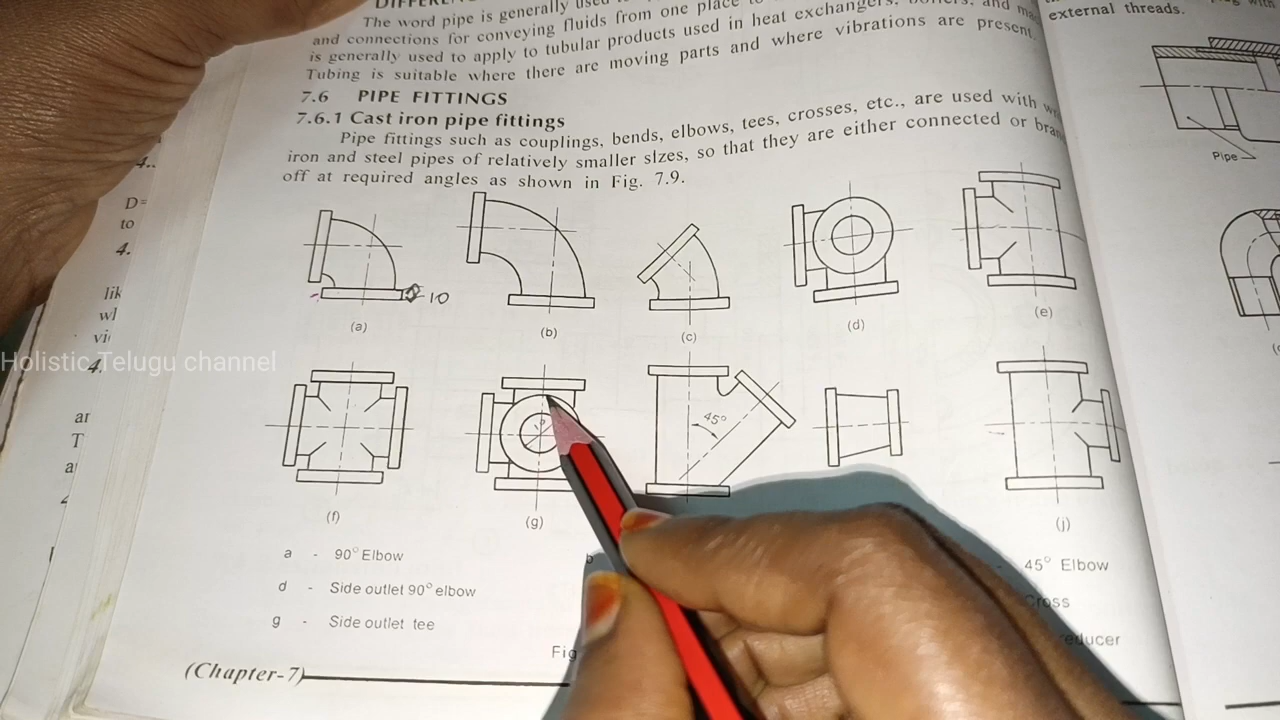 The word pipe is generally used
and connections for conveying fluids from one place to
is generally used to apply to tubular products used in heat exchangers, boilers, and
Tubing is suitable where there are moving parts and where vibrations are present.
7.6 PIPE FITTINGS
7.6.1 Cast iron pipe fittings
Pipe fittings such as couplings, bends, elbows, tees, crosses, etc., are used with
iron and steel pipes of relatively smaller sizes, so that they are either connected or
off at required angles as shown in Fig. 7.9.
10
(a) (b) (c) (d) (e)
45°
(f) (g) (j)
a - 90° Elbow b - 45° Elbow
d - Side outlet 90° elbow Cross
g - Side outlet tee educer
Fig
(Chapter-7)
external threads.
Pipe
D=
to
4.
lik
wl
4.
ar
T
a
Holistic Telugu channel